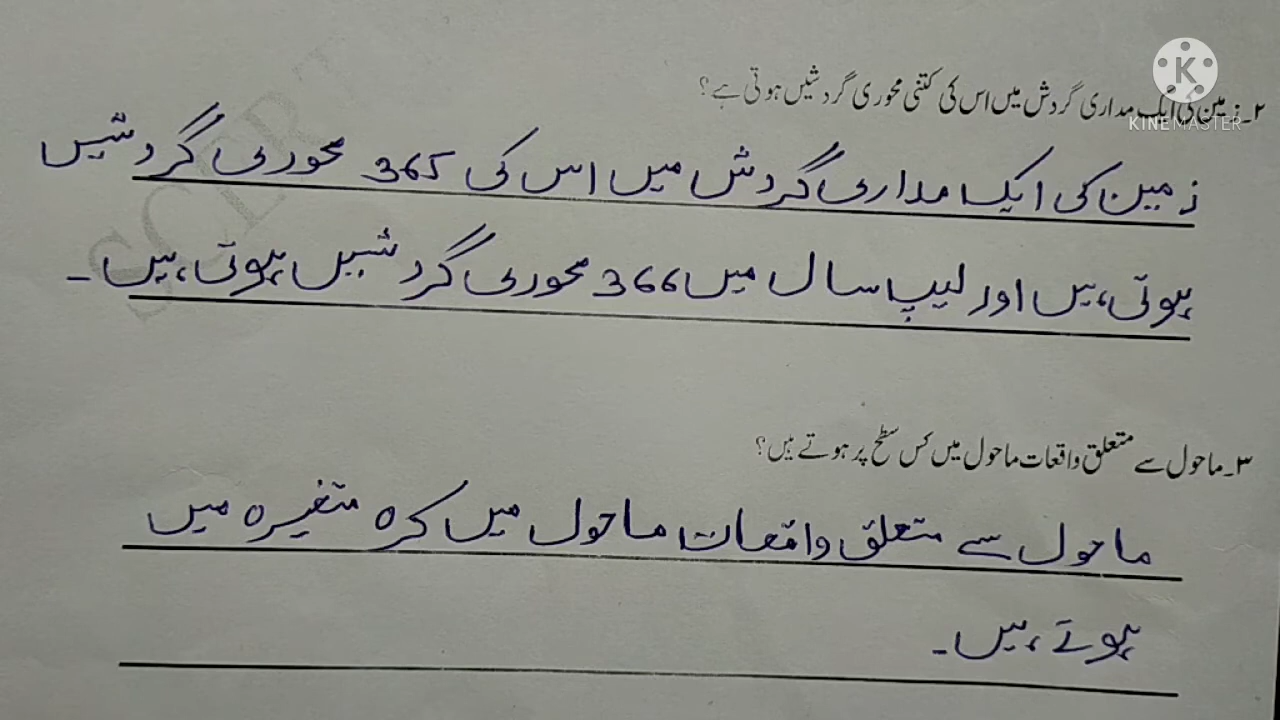 KINEMASTER
۲۔ زمین کی ایک مداری گردش میں اس کی کتنی محوری گردشیں ہوتی ہے؟
زمین کی ایک مداری گردش میں اس کی 365 محوری گردشیں
ہوتی ہیں اور لیپ سال میں 366 محوری گردشیں ہوتی ہیں۔
۳۔ ماحول سے متعلق واقعات ماحول میں کس سطح پر ہوتے ہیں؟
ماحول سے متعلق واقعات ماحول میں کرہ متغیرہ میں
ہوتے ہیں۔
SCERT